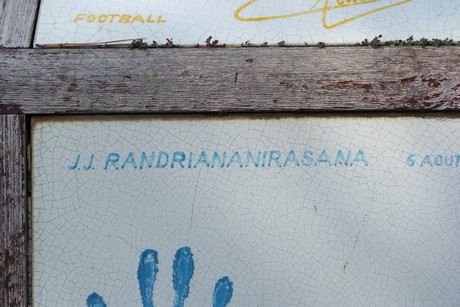 FOOTBALL
J.J. RANDRIANANIRASANA 6 AOUT